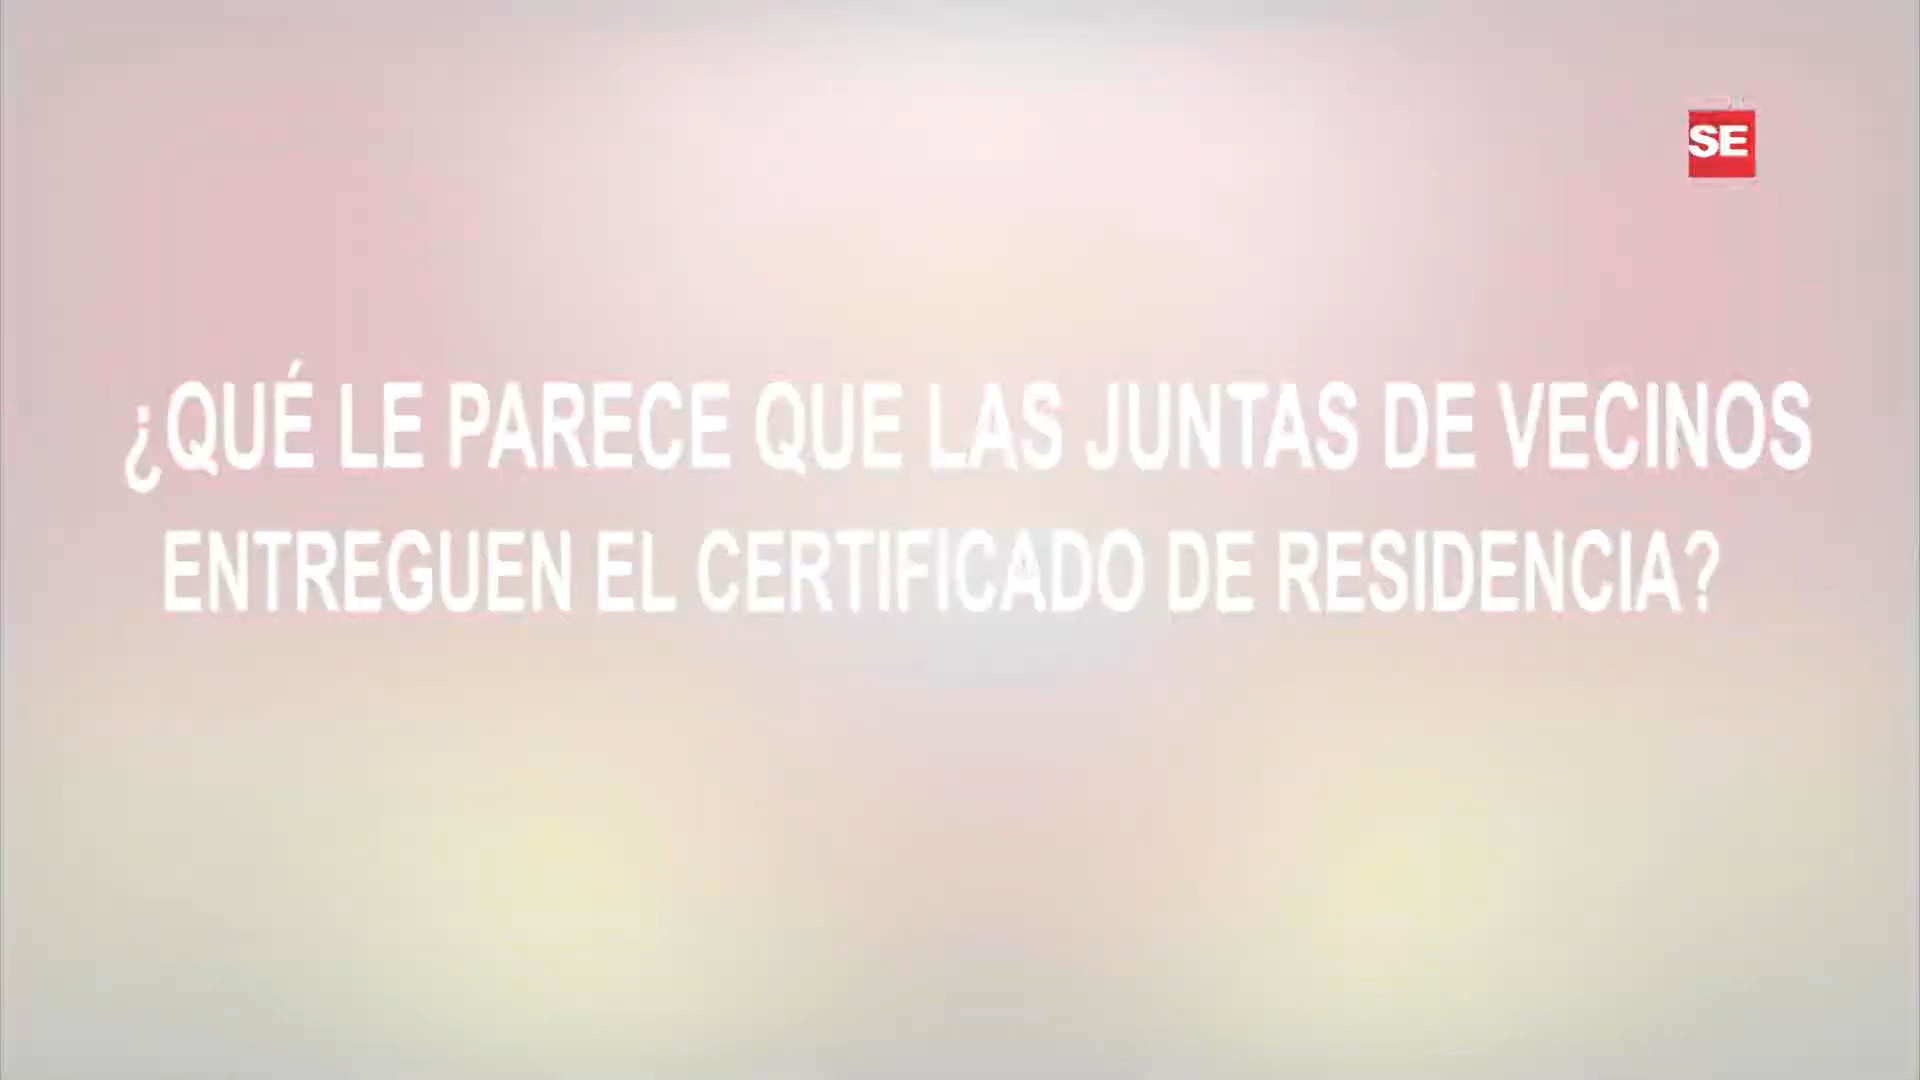 SE
¿QUÉ LE PARECE QUE LAS JUNTAS DE VECINOS
ENTREGUEN EL CERTIFICADO DE RESIDENCIA?